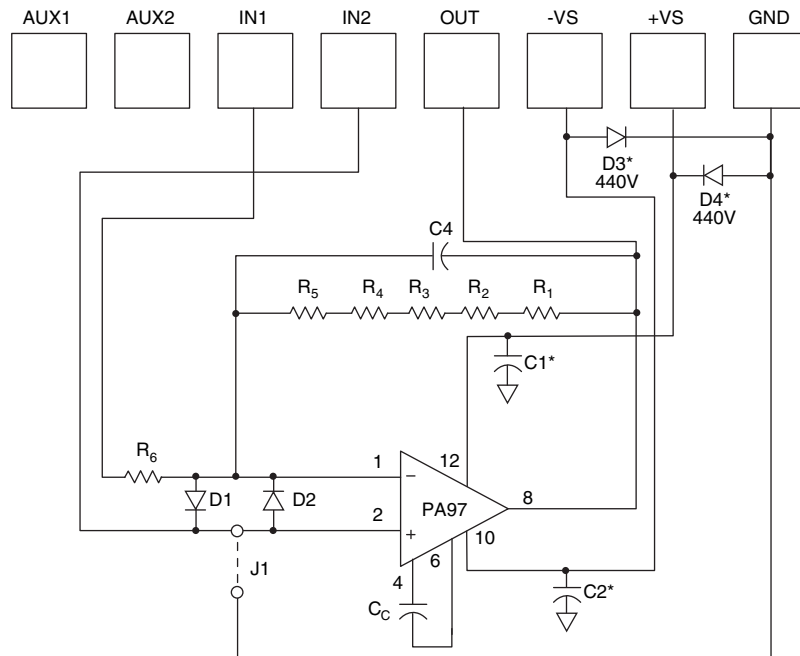 AUX1 AUX2 IN1 IN2 OUT -VS +VS GND
D3*
440V
D4*
440V
C4
R5 R4 R3 R2 R1
C1*
R6
1
12
−
D1 D2
PA97
8
2
+
10
6
J1
4
C2*
CC